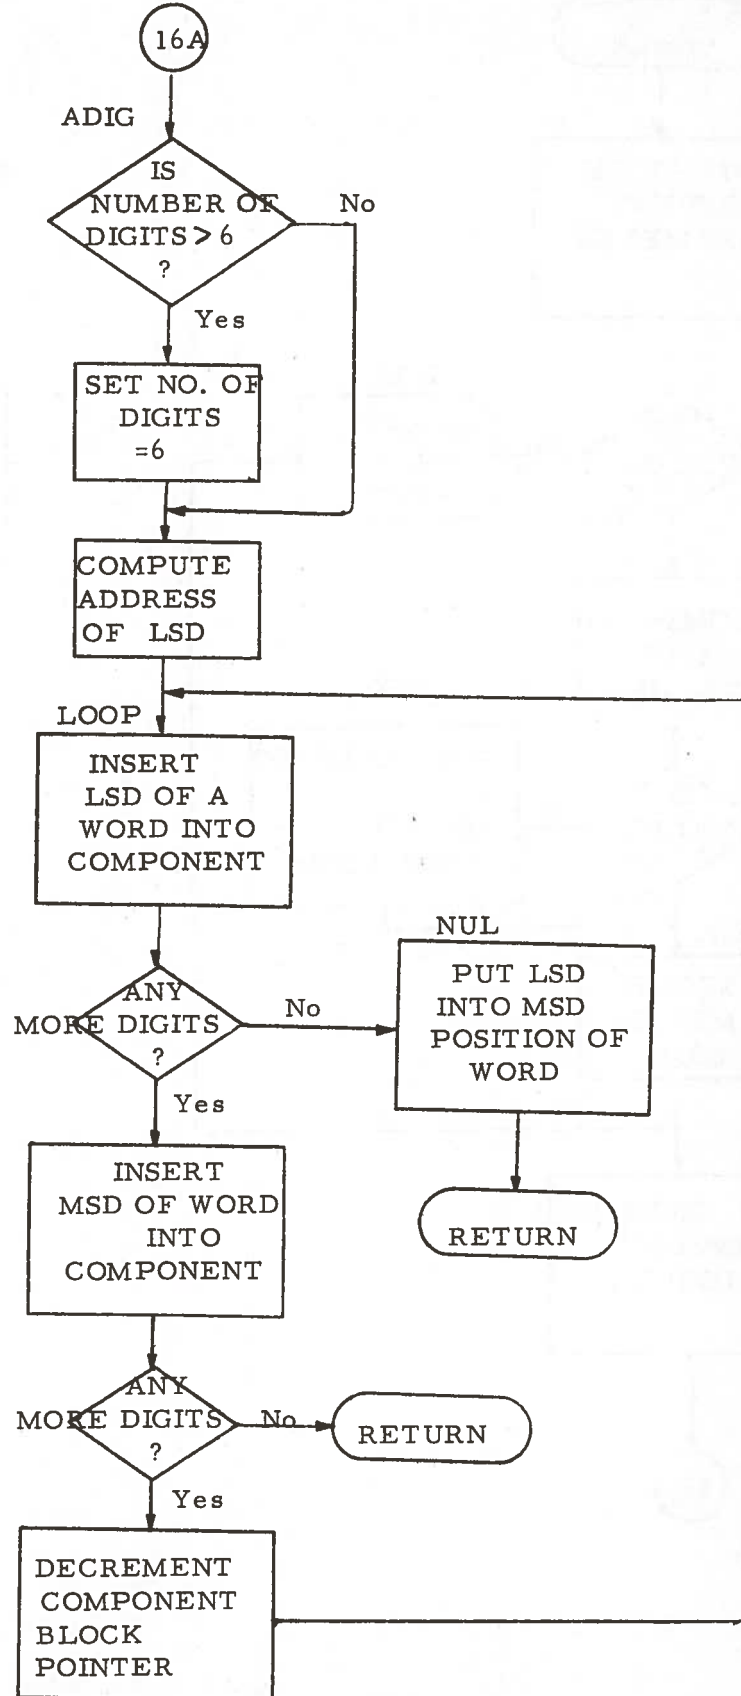 16A
ADIG
IS
NUMBER OF
DIGITS > 6
?
No
Yes
SET NO. OF
DIGITS
=6
COMPUTE
ADDRESS
OF LSD
LOOP
INSERT
LSD OF A
WORD INTO
COMPONENT
ANY
MORE DIGITS
?
No
NUL
PUT LSD
INTO MSD
POSITION OF
WORD
RETURN
Yes
INSERT
MSD OF WORD
INTO
COMPONENT
ANY
MORE DIGITS
?
No
RETURN
Yes
DECREMENT
COMPONENT
BLOCK
POINTER